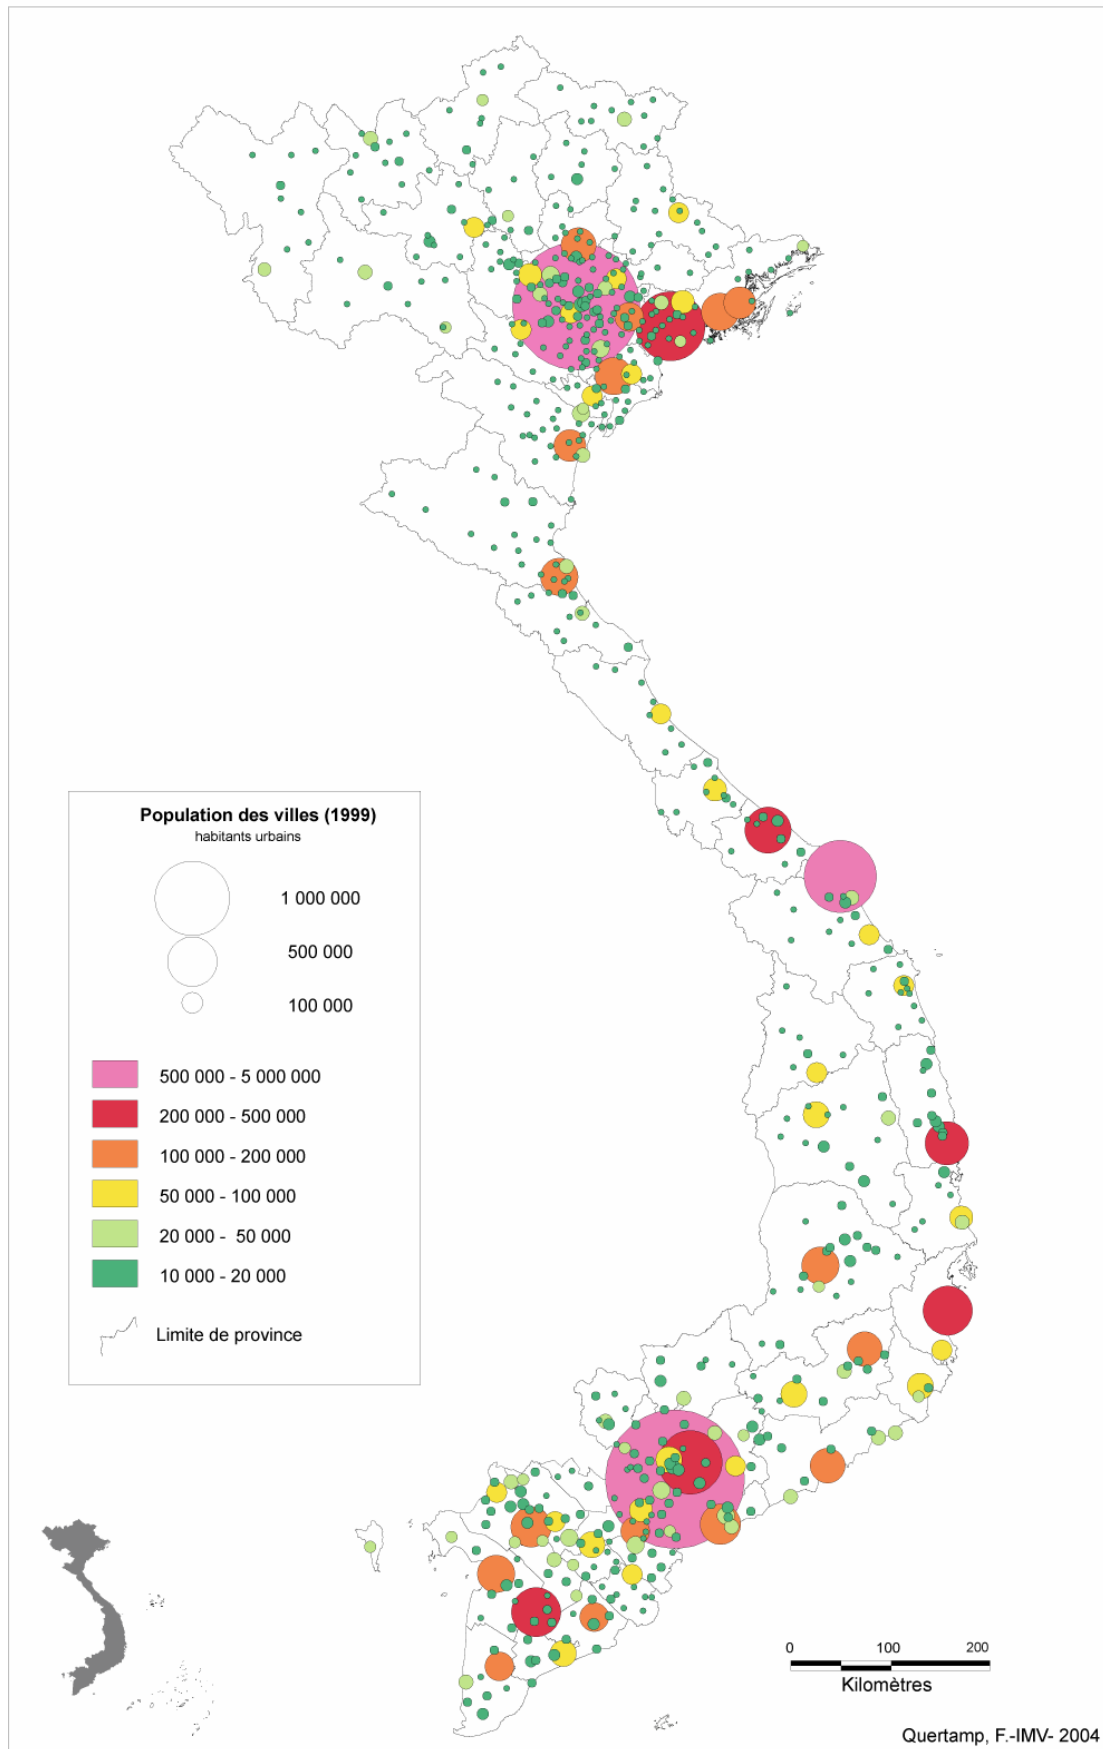 Population des villes (1999)
habitants urbains
1 000 000
500 000
100 000
500 000 - 5 000 000
200 000 - 500 000
100 000 - 200 000
50 000 - 100 000
20 000 - 50 000
10 000 - 20 000
Limite de province
0 100 200
Kilomètres
Quertamp, F.-IMV- 2004